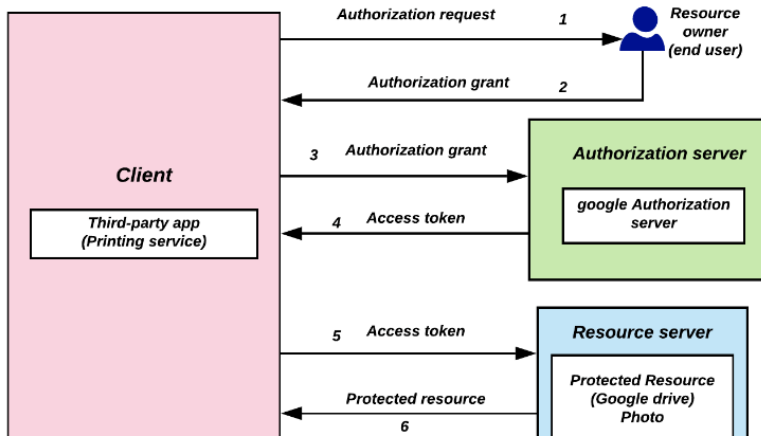 Authorization request 1
Resource
owner
(end user)
Authorization grant 2
3 Authorization grant
Authorization server
Client
google Authorization
server
Third-party app
(Printing service)
4 Access token
Resource server
5 Access token
Protected Resource
(Google drive)
Photo
Protected resource
6